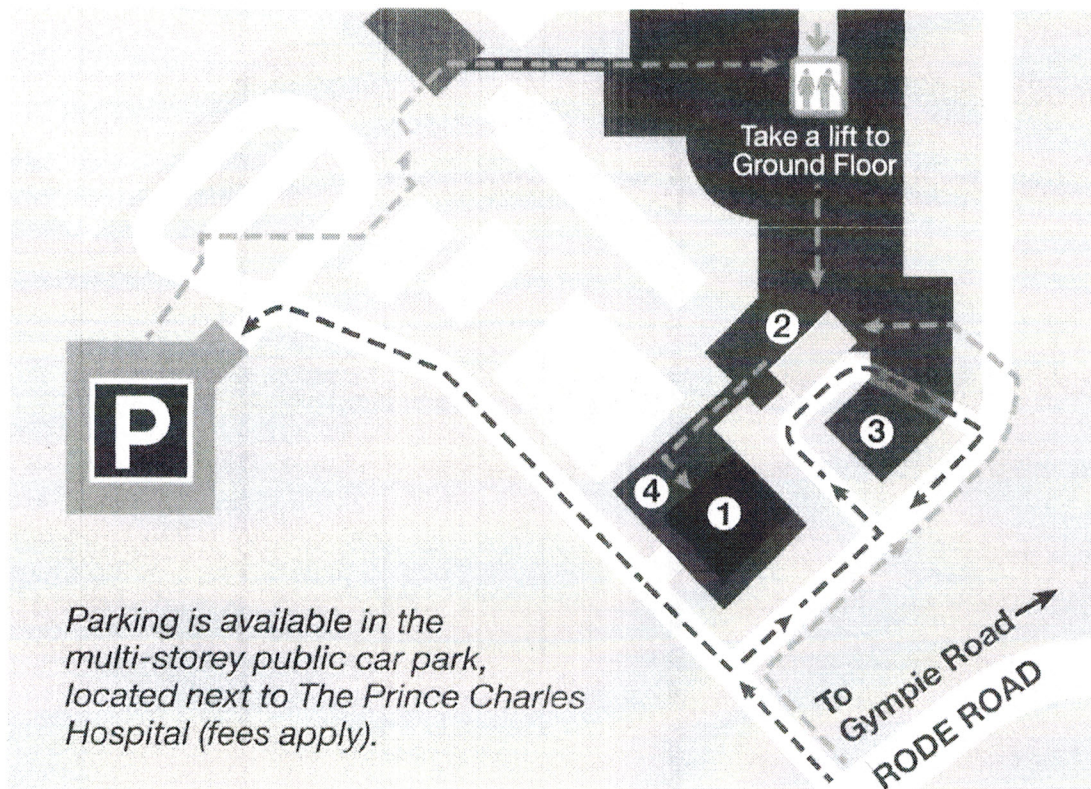 Take a lift to
Ground Floor
2
3
4
1
P
Parking is available in the
multi-storey public car park,
located next to The Prince Charles
Hospital (fees apply).
To
Gympie Road
RODE ROAD